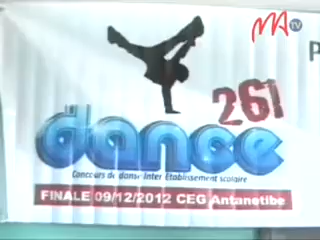 MA TV
P
261
dance
Concours de danse Inter Etablissement scolaire
FINALE 09/12/2012 CEG Antanetibe